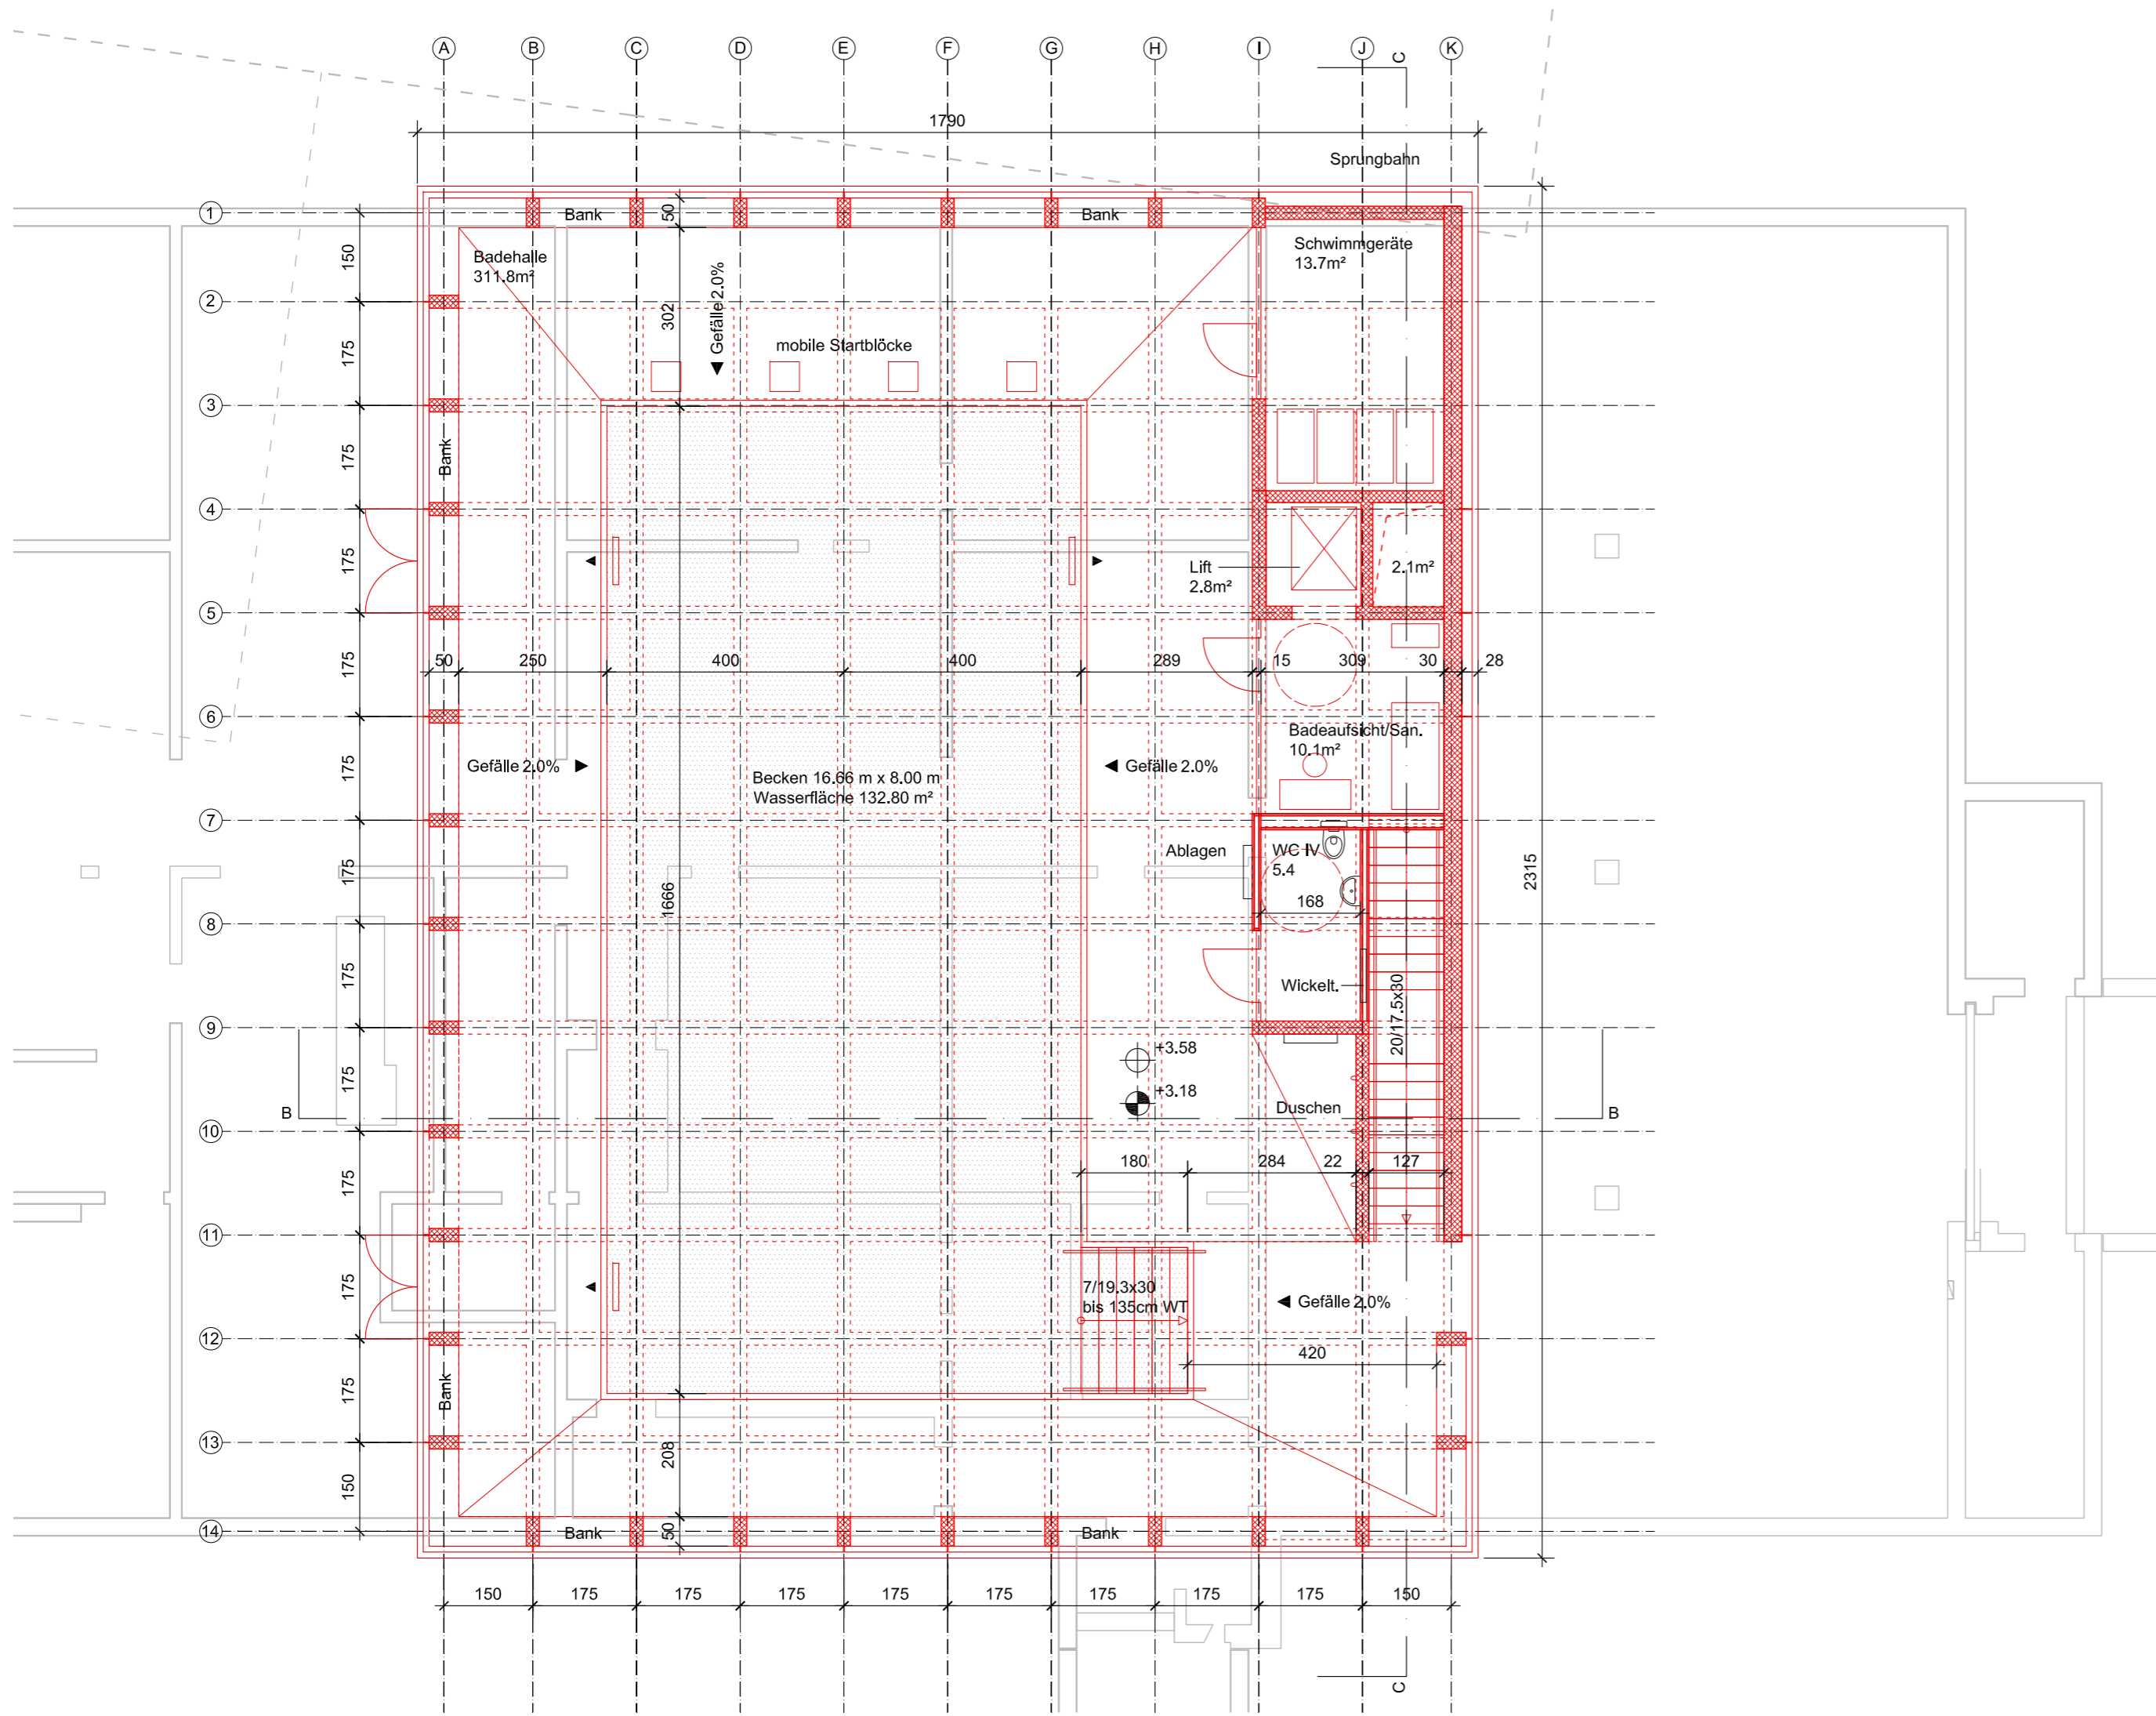 A B C D E F G H I J K
C
1790
Sprungbahn
1
Bank
50
Bank
150
Badehalle
311.8m²
Gefälle 2.0%
Schwimmgeräte
13.7m²
2
302
mobile Startblöcke
175
3
Bank
175
4
175
Lift
2.8m²
2.1m²
5
175
50 250 400 400 289 15 309 30 28
6
Badeaufsicht/San.
10.1m²
175
Gefälle 2.0%
Gefälle 2.0%
Becken 16.66 m x 8.00 m
Wasserfläche 132.80 m²
7
175
1666
Ablagen
WC IV
5.4
2315
168
8
175
Wickelt.
20/17.5x30
9
+3.58
175
+3.18
B
Duschen
B
10
175
180 284 22 127
11
175
7/19.3x30
bis 135cm WT
Gefälle 2.0%
12
420
175
Bank
13
208
150
14
Bank
50
Bank
150 175 175 175 175 175 175 175 175 150
C